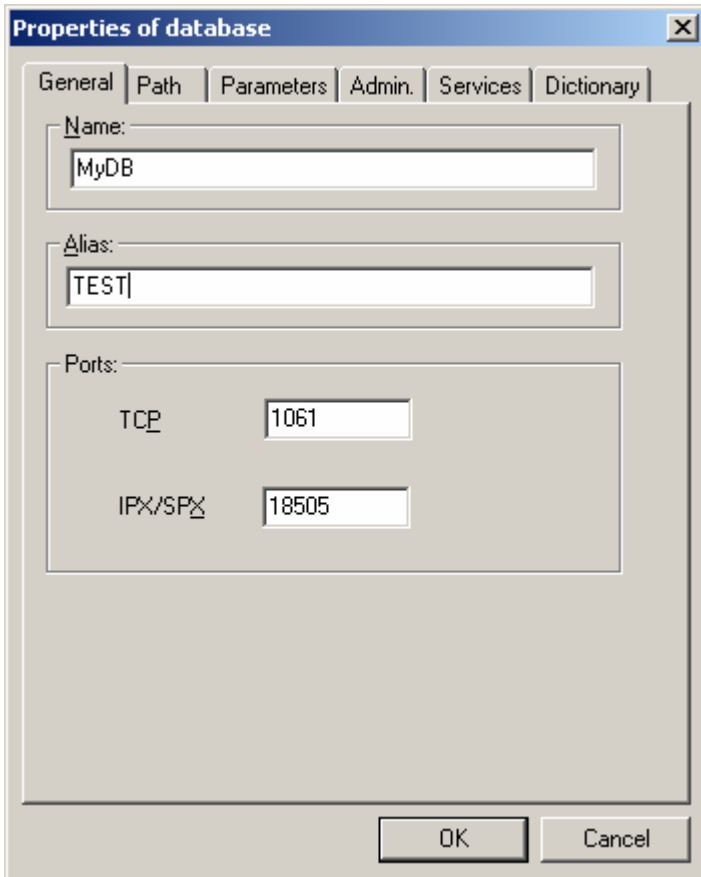 Properties of database
General Path Parameters Admin. Services Dictionary
Name:
MyDB
Alias:
TEST
Ports:
TCP 1061
IPX/SPX 18505
OK Cancel